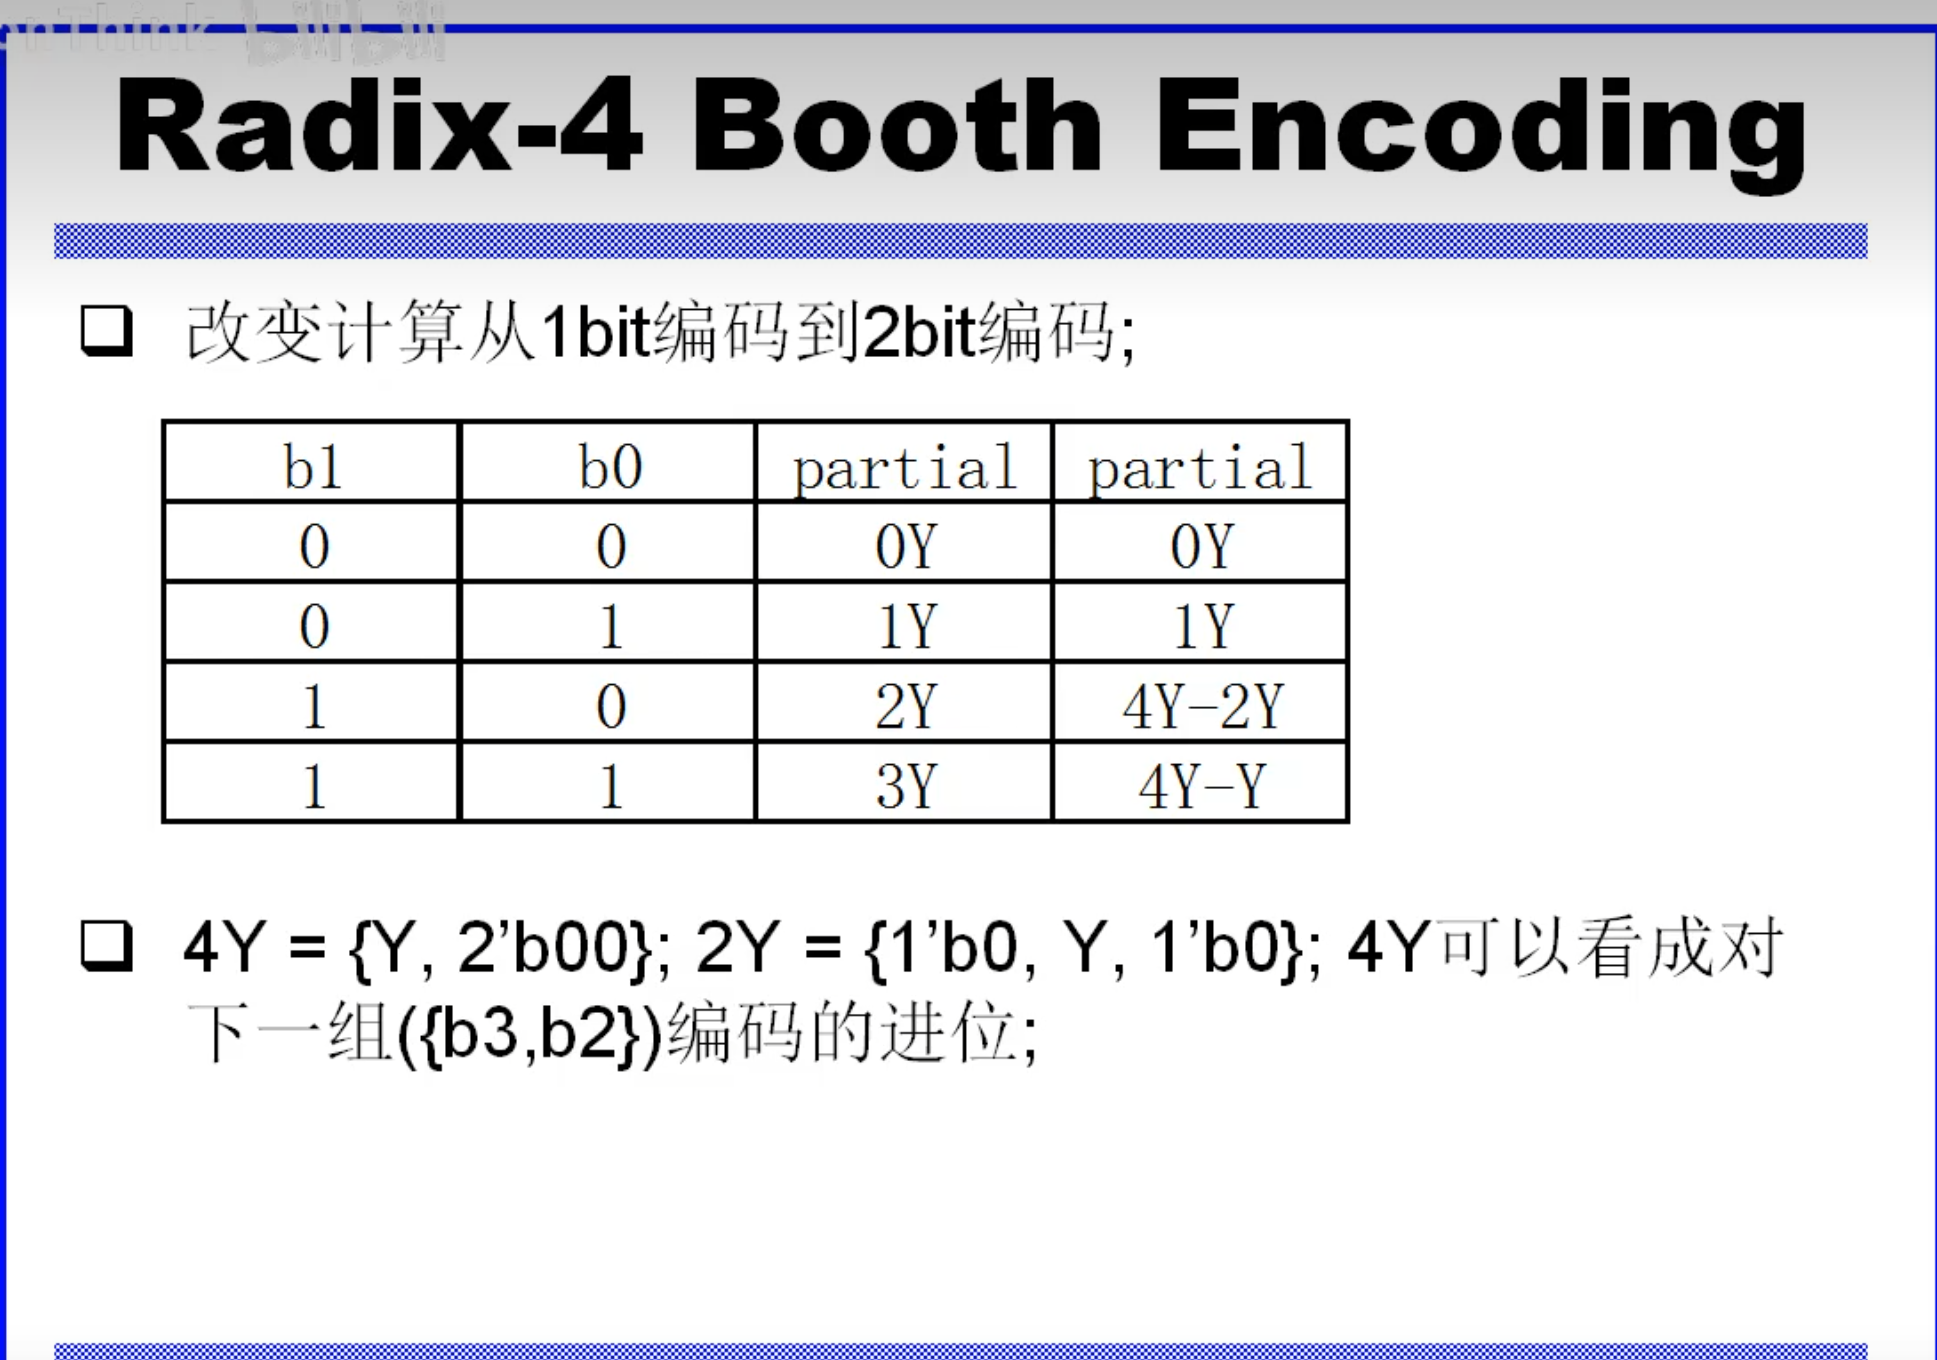 Radix-4 Booth Encoding
改变计算从1bit编码到2bit编码;
b1 b0 partial partial
0 0 0Y 0Y
0 1 1Y 1Y
1 0 2Y 4Y-2Y
1 1 3Y 4Y-Y
4Y = {Y, 2’b00}; 2Y = {1’b0, Y, 1’b0}; 4Y可以看成对
下一组({b3,b2})编码的进位;